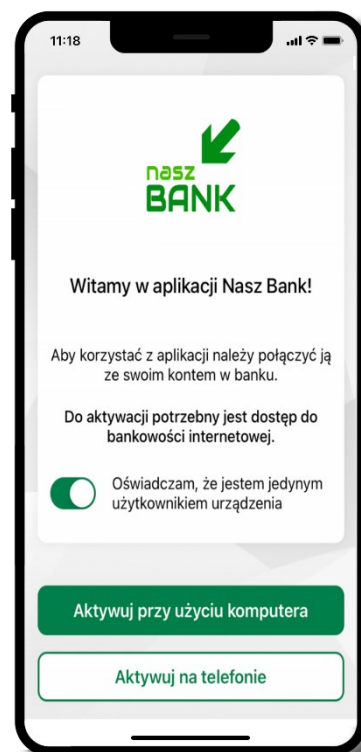 11:18
nasz
BANK
Witamy w aplikacji Nasz Bank!
Aby korzystać z aplikacji należy połączyć ją
ze swoim kontem w banku.
Do aktywacji potrzebny jest dostęp do
bankowości internetowej.
Oświadczam, że jestem jedynym
użytkownikiem urządzenia
Aktywuj przy użyciu komputera
Aktywuj na telefonie